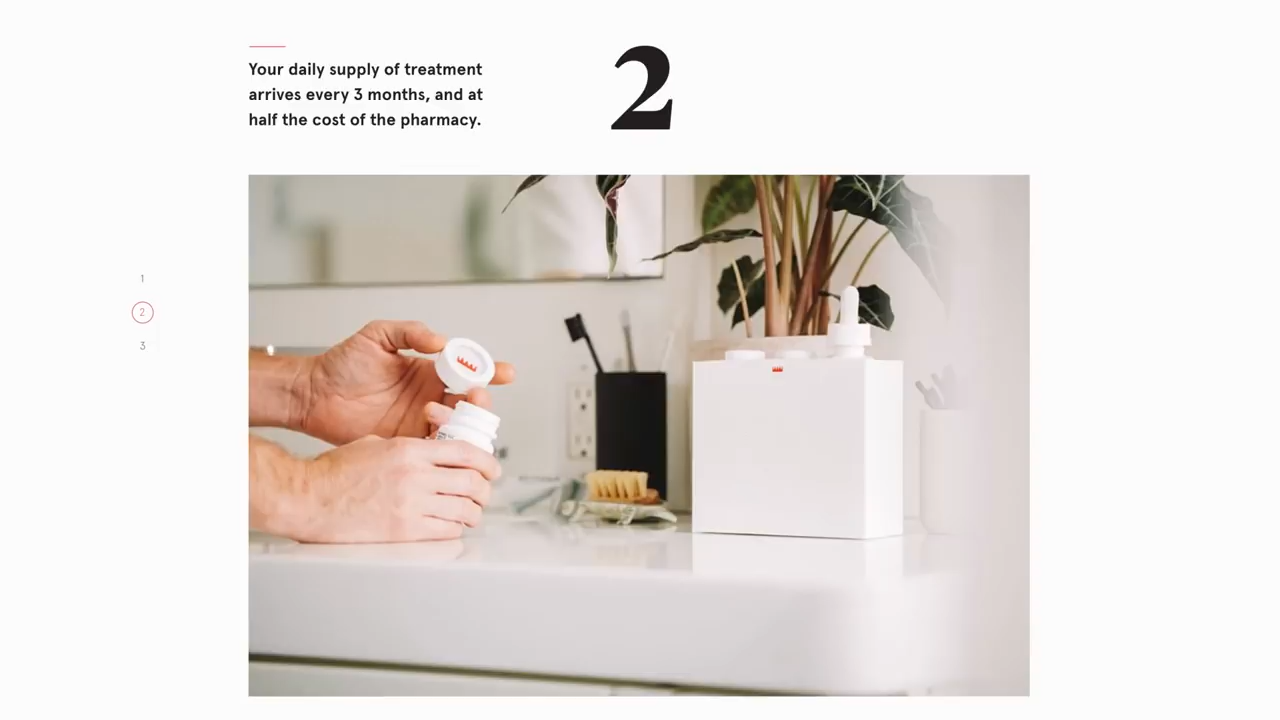 Your daily supply of treatment
arrives every 3 months, and at
half the cost of the pharmacy.
2
1
2
3